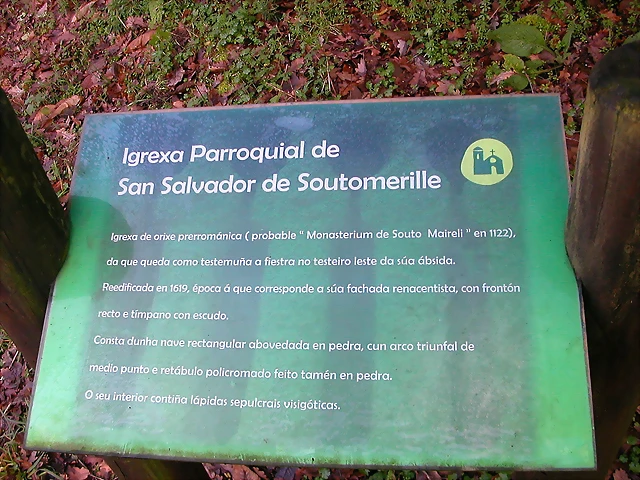 Igrexa Parroquial de
San Salvador de Soutomerille
Igrexa de orixe prerrománica ( probable " Monasterium de Souto Maireli " en 1122),
da que queda como testemuña a fiestra no testeiro leste da súa ábsida.
Reedificada en 1619, época á que corresponde a súa fachada renacentista, con frontón
recto e tímpano con escudo.
Consta dunha nave rectangular abovedada en pedra, cun arco triunfal de
medio punto e retábulo policromado feito tamén en pedra.
O seu interior contiña lápidas sepulcrais visigóticas.